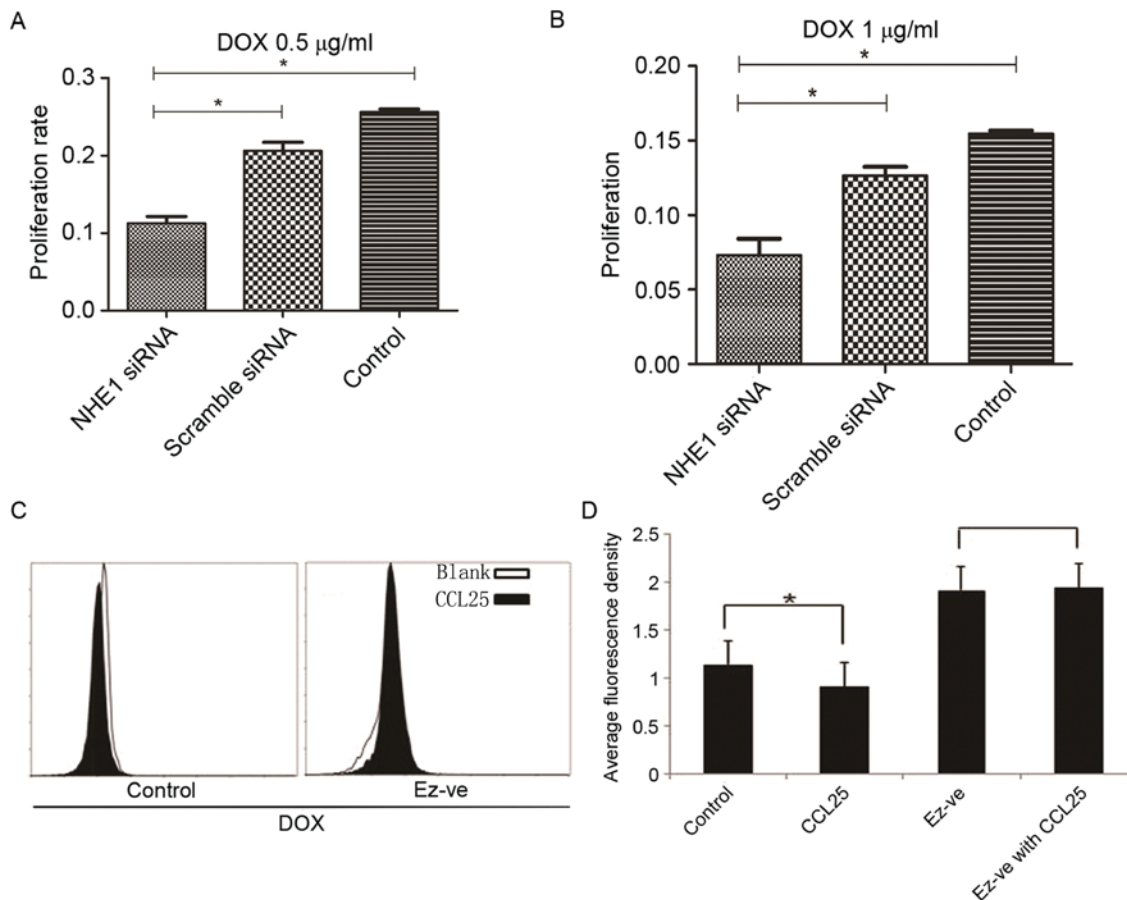 A
DOX 0.5 μg/ml
*
*
Proliferation rate
0.3
0.2
0.1
0.0
NHE1 siRNA
Scramble siRNA
Control
B
DOX 1 μg/ml
*
*
Proliferation
0.20
0.15
0.10
0.05
0.00
NHE1 siRNA
Scramble siRNA
Control
C
Blank
CCL25
Control
Ez-ve
DOX
D
Average fluorescence density
2.5
2
1.5
1
0.5
0
*
Control
CCL25
Ez-ve
Ez-ve with CCL25